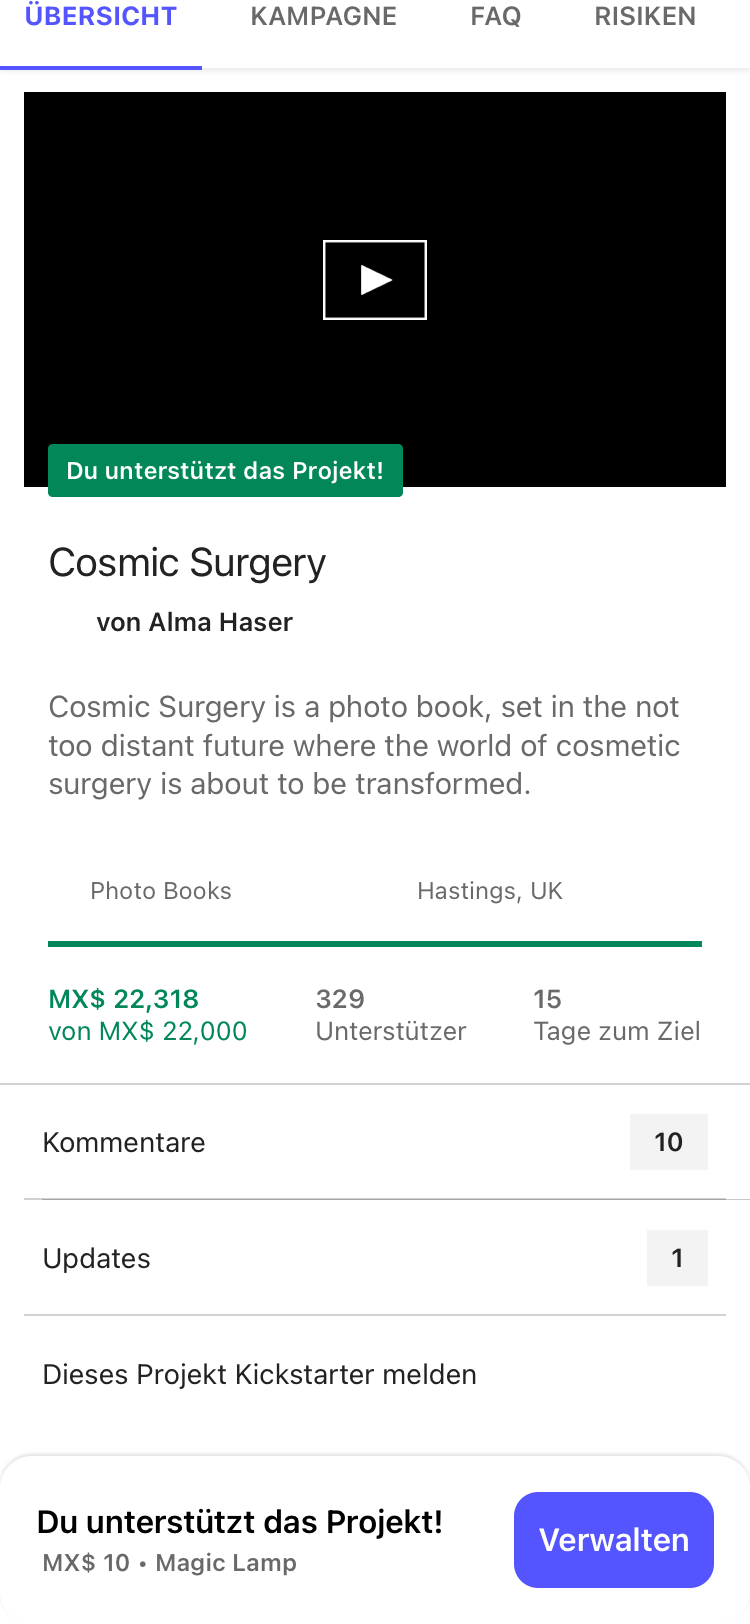 ÜBERSICHT KAMPAGNE FAQ RISIKEN
Du unterstützt das Projekt!
Cosmic Surgery
von Alma Haser
Cosmic Surgery is a photo book, set in the not
too distant future where the world of cosmetic
surgery is about to be transformed.
Photo Books Hastings, UK
MX$ 22,318 329 15
von MX$ 22,000 Unterstützer Tage zum Ziel
Kommentare 10
Updates 1
Dieses Projekt Kickstarter melden
Du unterstützt das Projekt!
MX$ 10 • Magic Lamp
Verwalten